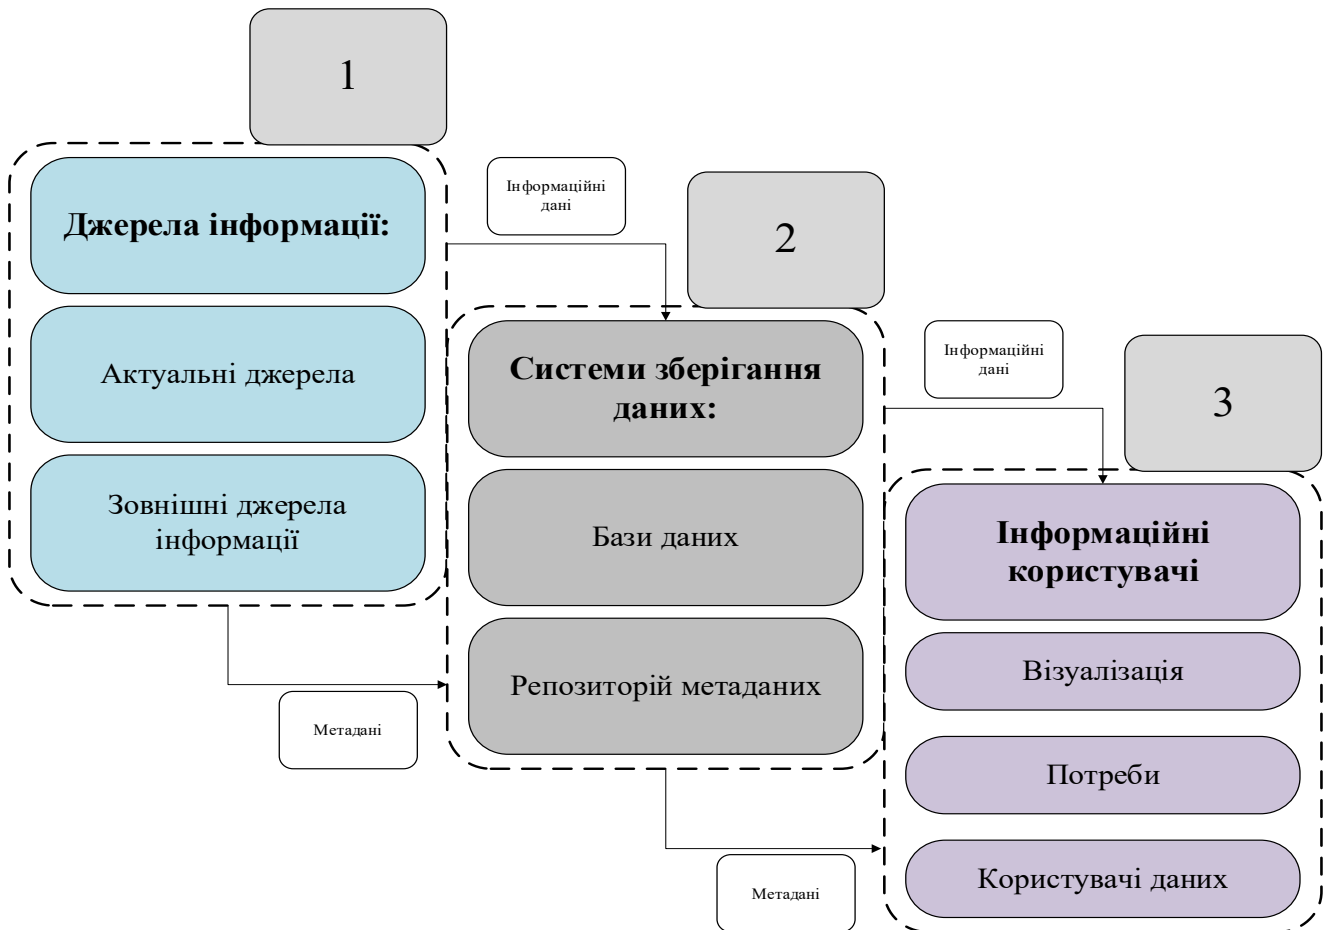 1
Джерела інформації:
Актуальні джерела
Зовнішні джерела
інформації
Інформаційні
дані
Метадані
2
Системи зберігання
даних:
Бази даних
Репозиторій метаданих
Інформаційні
дані
Метадані
3
Інформаційні
користувачі
Візуалізація
Потреби
Користувачі даних